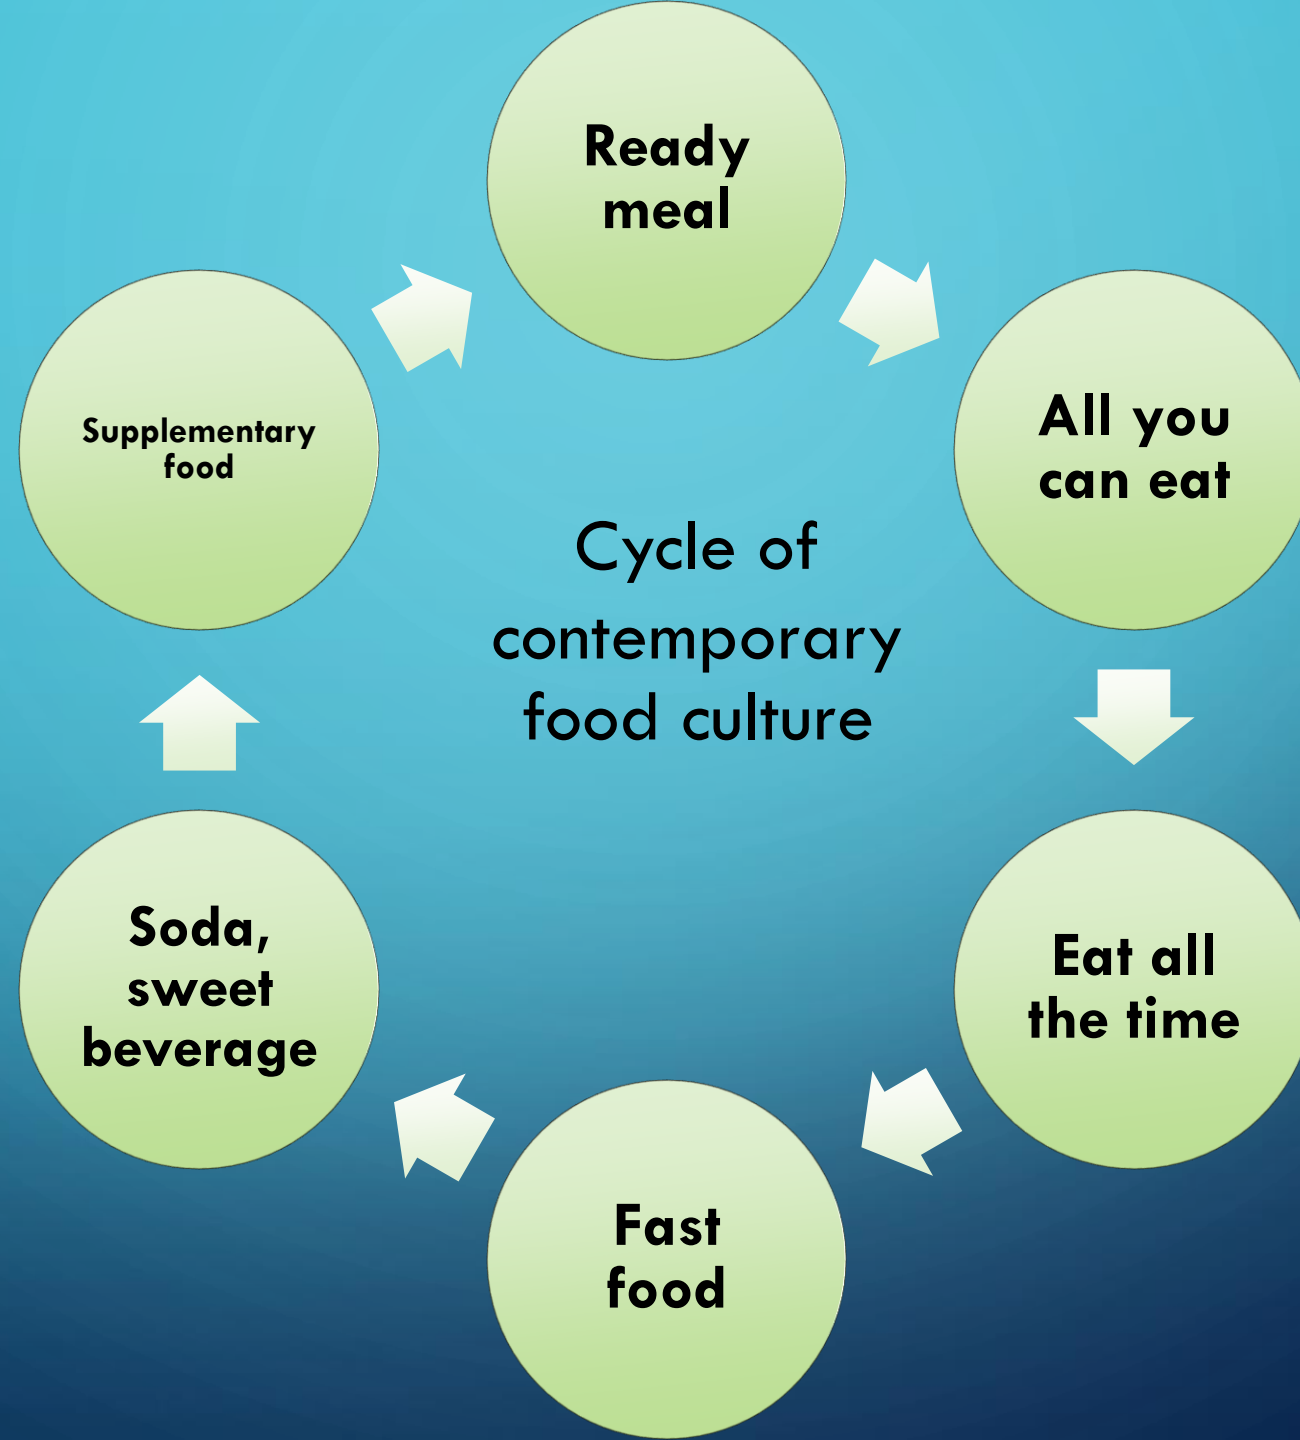 Ready
meal
All you
can eat
Eat all
the time
Fast
food
Soda,
sweet
beverage
Supplementary
food
Cycle of
contemporary
food culture